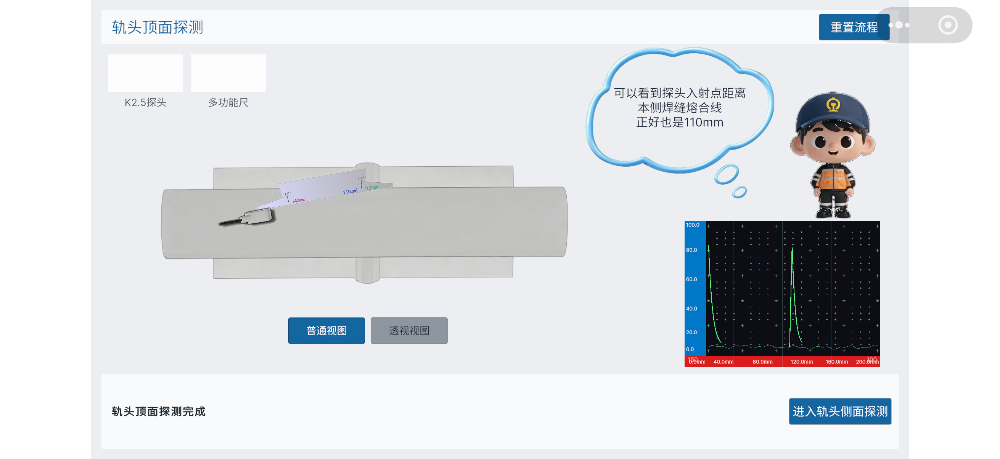 轨头顶面探测
重置流程
K2.5探头
多功能尺
可以看到探头入射点距离
本侧焊缝熔合线
正好也是110mm
10°
40mm
110mm
13°
120mm
100.0
80.0
60.0
40.0
20.0
0.0
150
100
0.0mm 40.0mm 80.0mm 120.0mm 160.0mm 200.0mm
普通视图
透视视图
轨头顶面探测完成
进入轨头侧面探测